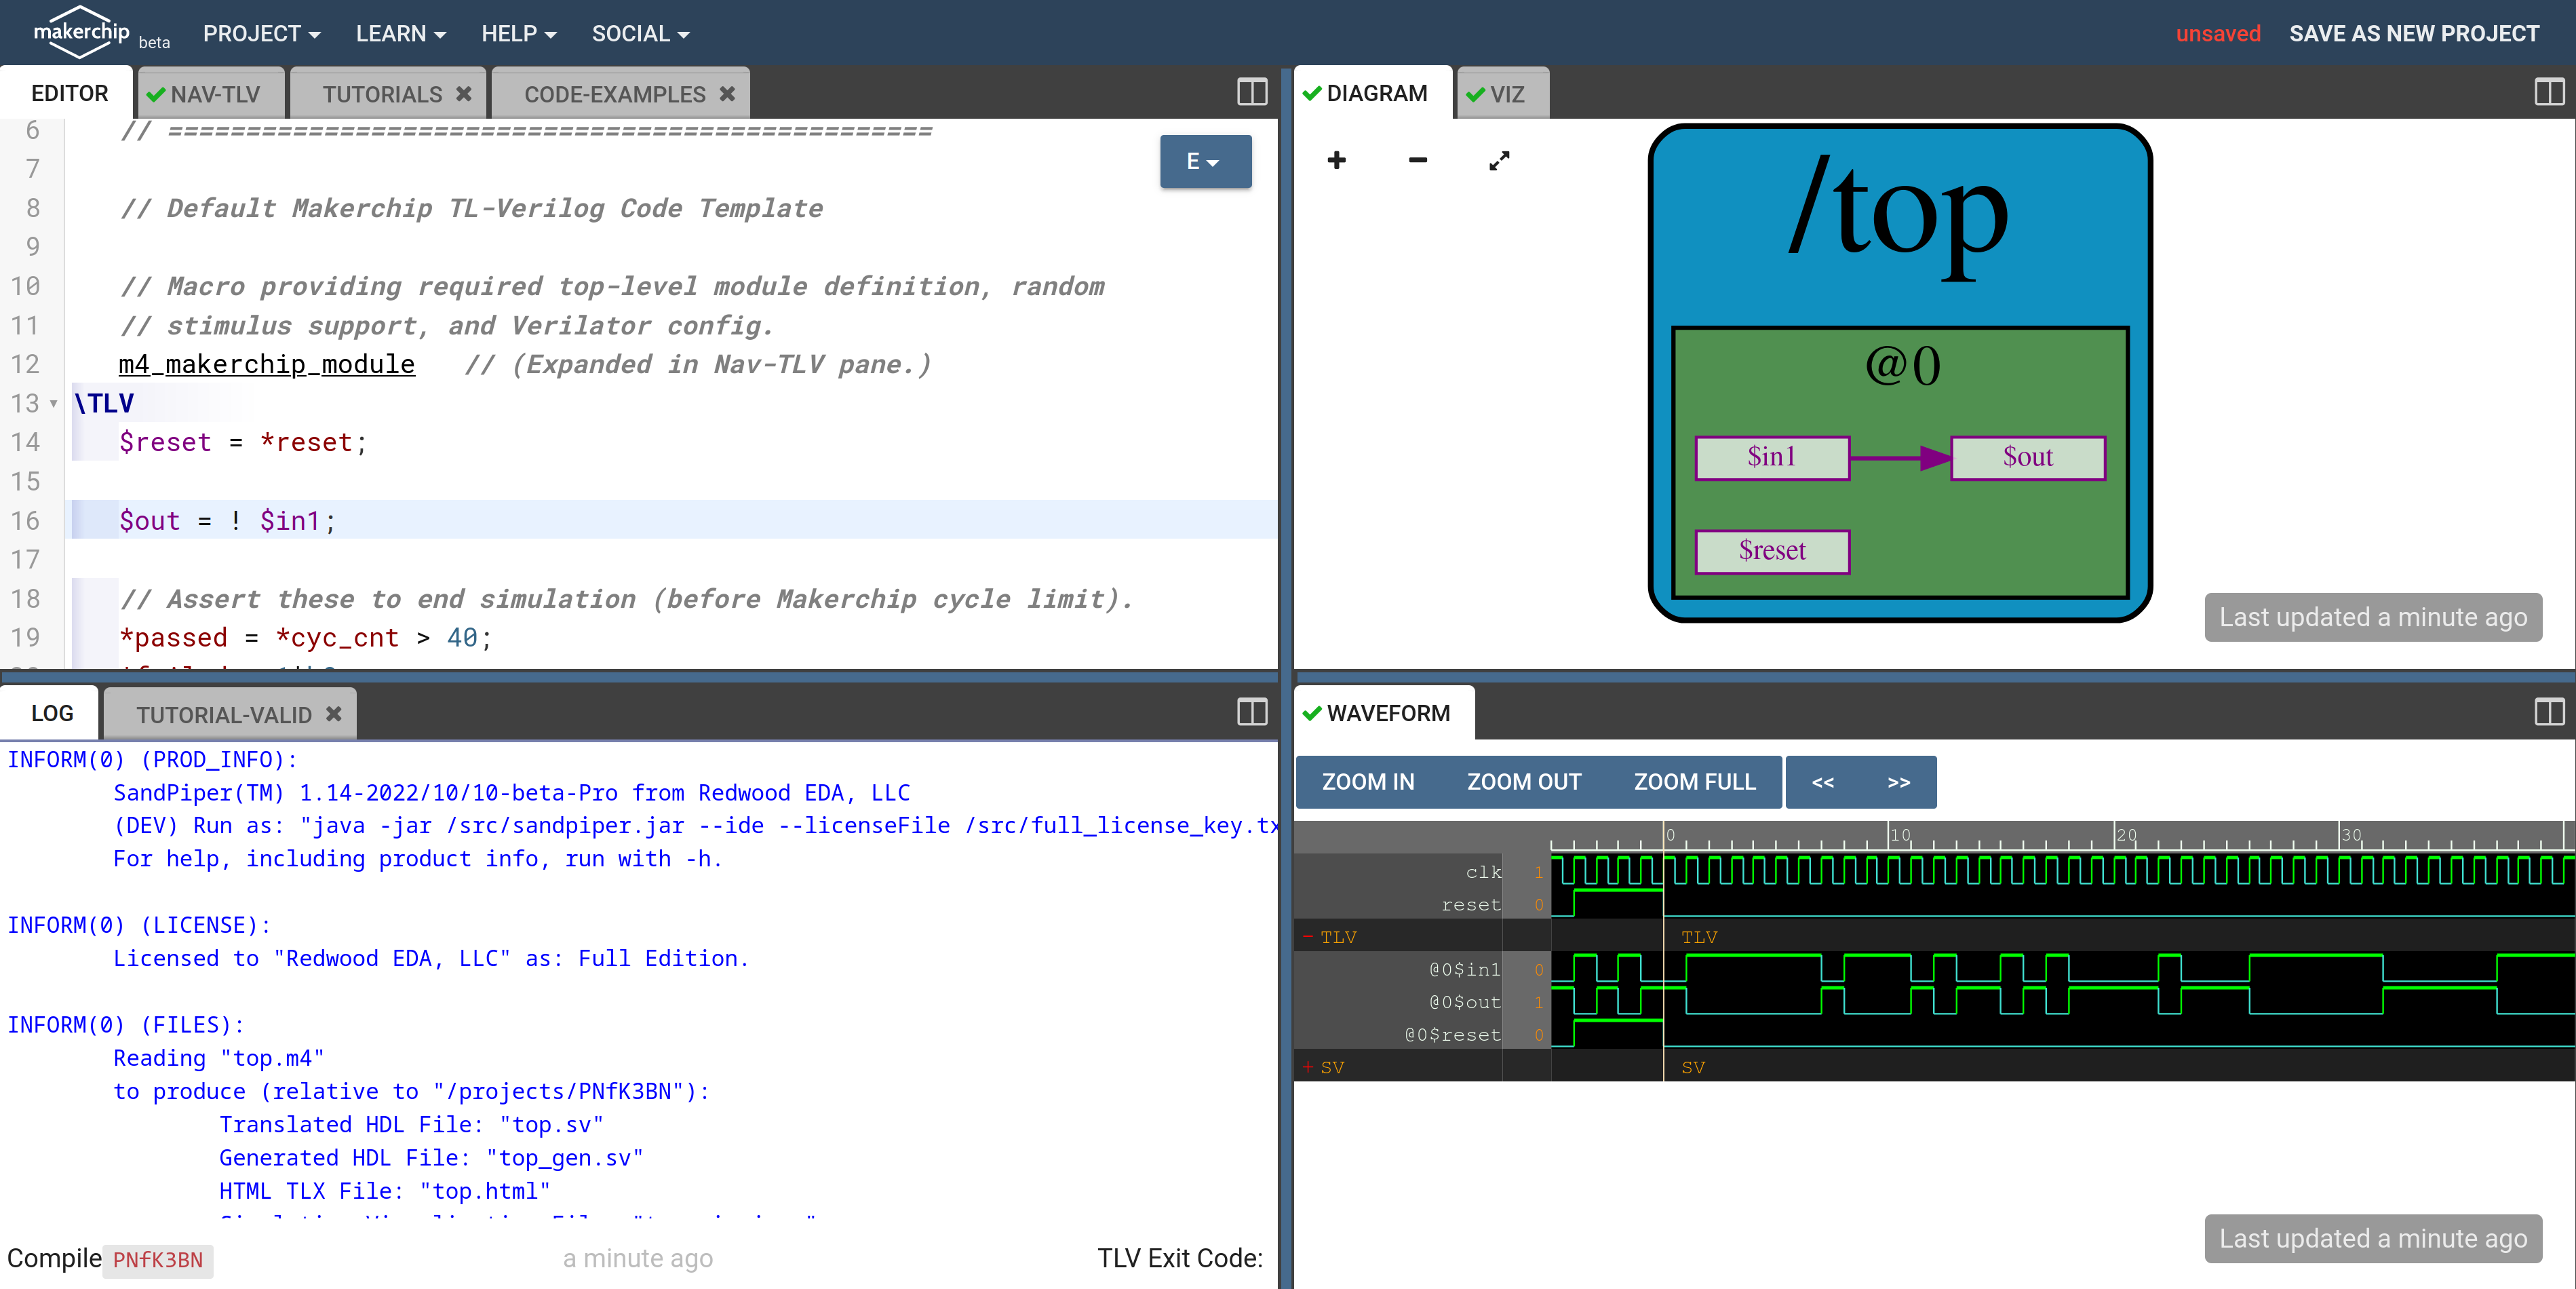 makerchip beta PROJECT LEARN HELP SOCIAL unsaved SAVE AS NEW PROJECT
EDITOR NAV-TLV TUTORIALS CODE-EXAMPLES
6 // =================================================
7
8 // Default Makerchip TL-Verilog Code Template
9
10 // Macro providing required top-level module definition, random
11 // stimulus support, and Verilator config.
12 m4_makerchip_module // (Expanded in Nav-TLV pane.)
13 \TLV
14 $reset = *reset;
15
16 $out = ! $in1;
17
18 // Assert these to end simulation (before Makerchip cycle limit).
19 *passed = *cyc_cnt > 40;
E
DIAGRAM VIZ
/top
@0
$in1 $out
$reset
Last updated a minute ago
LOG TUTORIAL-VALID
INFORM(0) (PROD_INFO):
SandPiper(TM) 1.14-2022/10/10-beta-Pro from Redwood EDA, LLC
(DEV) Run as: "java -jar /src/sandpiper.jar --ide --licenseFile /src/full_license_key.tx
For help, including product info, run with -h.
INFORM(0) (LICENSE):
Licensed to "Redwood EDA, LLC" as: Full Edition.
INFORM(0) (FILES):
Reading "top.m4"
to produce (relative to "/projects/PNfK3BN"):
Translated HDL File: "top.sv"
Generated HDL File: "top_gen.sv"
HTML TLX File: "top.html"
Compile PNfK3BN a minute ago TLV Exit Code:
WAVEFORM
ZOOM IN ZOOM OUT ZOOM FULL << >>
0 10 20 30
clk 1
reset 0
- TLV TLV
@0$in1 0
@0$out 1
@0$reset 0
+ SV SV
Last updated a minute ago